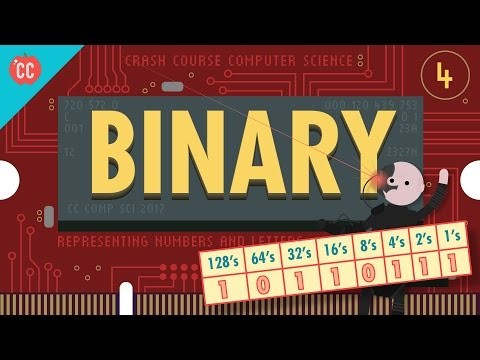 CC
CRASH COURSE COMPUTER SCIENCE
4
BINARY
CC COMP SCI 2017
REPRESENTING NUMBERS AND LETTERS
128's 64's 32's 16's 8's 4's 2's 1's
1 0 1 1 0 1 1 1